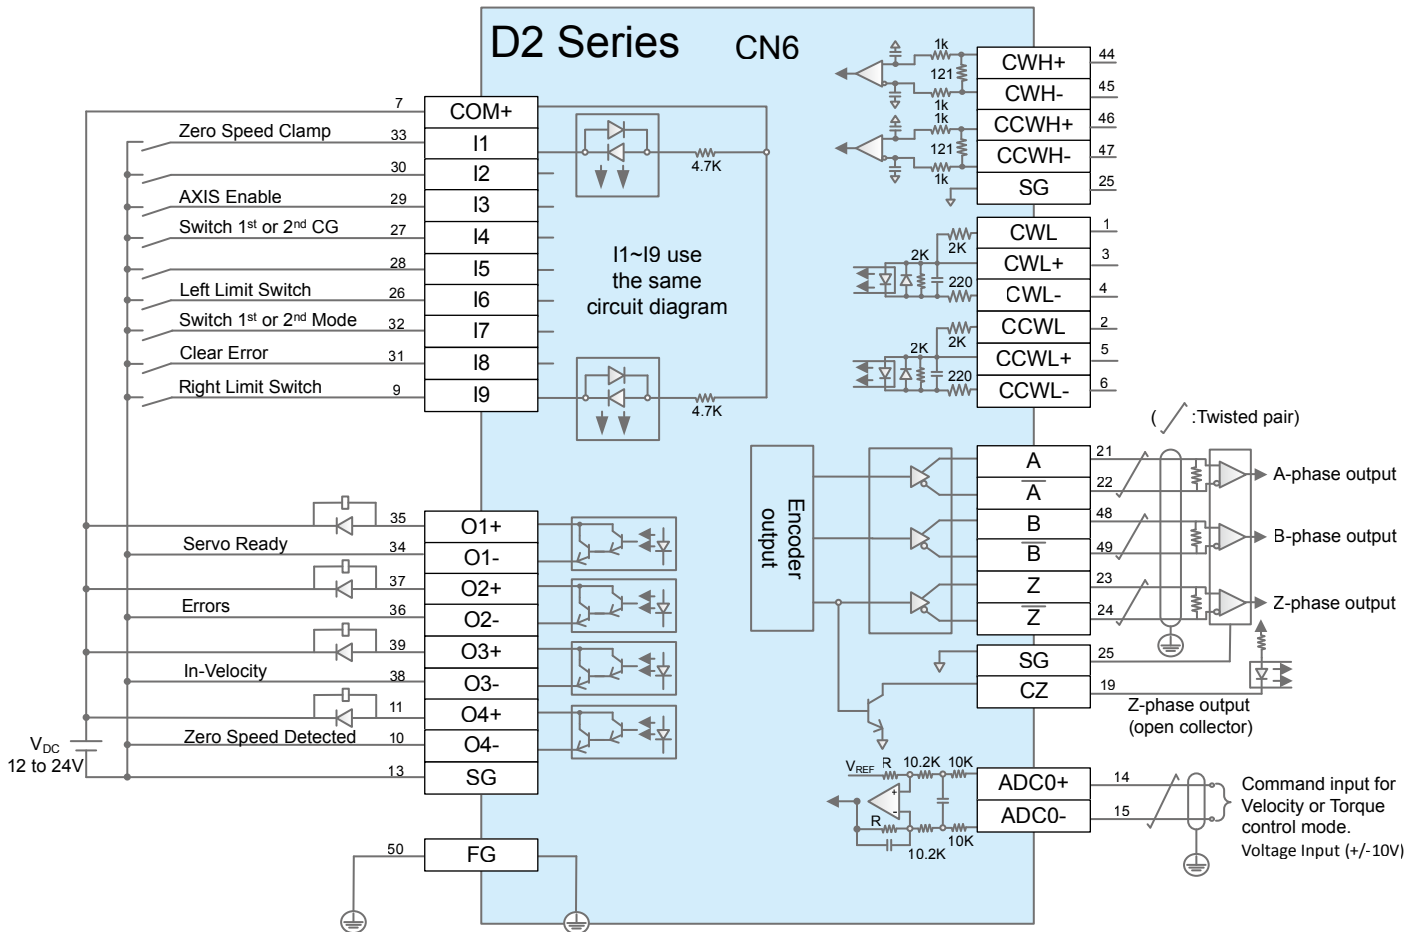 D2 Series CN6
7 COM+
Zero Speed Clamp 33 I1
30 I2
AXIS Enable 29 I3
Switch 1st or 2nd CG 27 I4
28 I5
Left Limit Switch 26 I6
Switch 1st or 2nd Mode 32 I7
Clear Error 31 I8
Right Limit Switch 9 I9
4.7K
I1~I9 use
the same
circuit diagram
4.7K
35 O1+
Servo Ready 34 O1-
37 O2+
Errors 36 O2-
39 O3+
In-Velocity 38 O3-
11 O4+
Zero Speed Detected 10 O4-
13 SG
VDC
12 to 24V
50 FG
1k CWH+ 44
121
1k CWH- 45
1k CCWH+ 46
121
1k CCWH- 47
SG 25
2K CWL 1
2K CWL+ 3
220 CWL- 4
2K CCWL 2
2K CCWL+ 5
220 CCWL- 6
( :Twisted pair)
Encoder
output
A 21
A 22
A-phase output
B 48
B 49
B-phase output
Z 23
Z 24
Z-phase output
SG 25
CZ 19
Z-phase output
(open collector)
VREF R 10.2K 10K ADC0+ 14
+
-
R 10.2K 10K ADC0- 15
Command input for
Velocity or Torque
control mode.
Voltage Input (+/-10V)